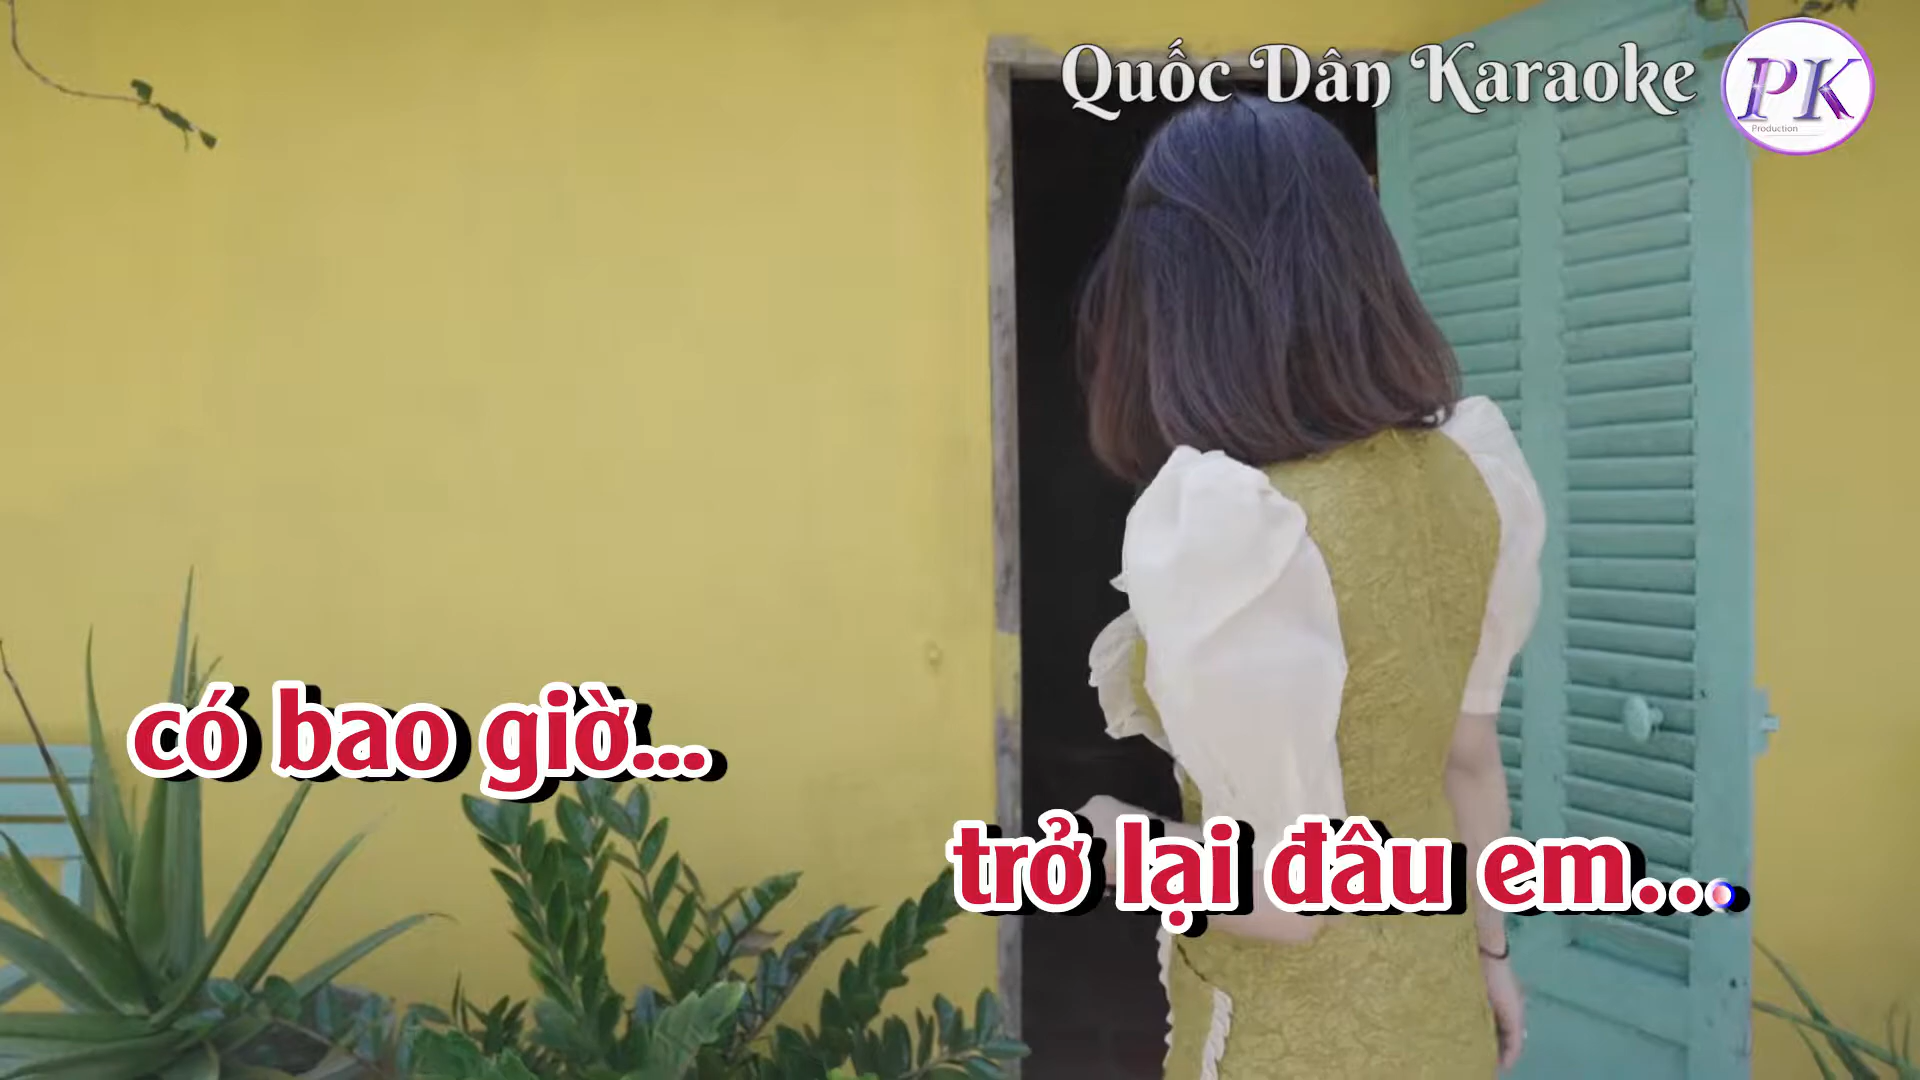 Quốc Dân Karaoke
PK
Production
có bao giờ...
trở lại đâu em....